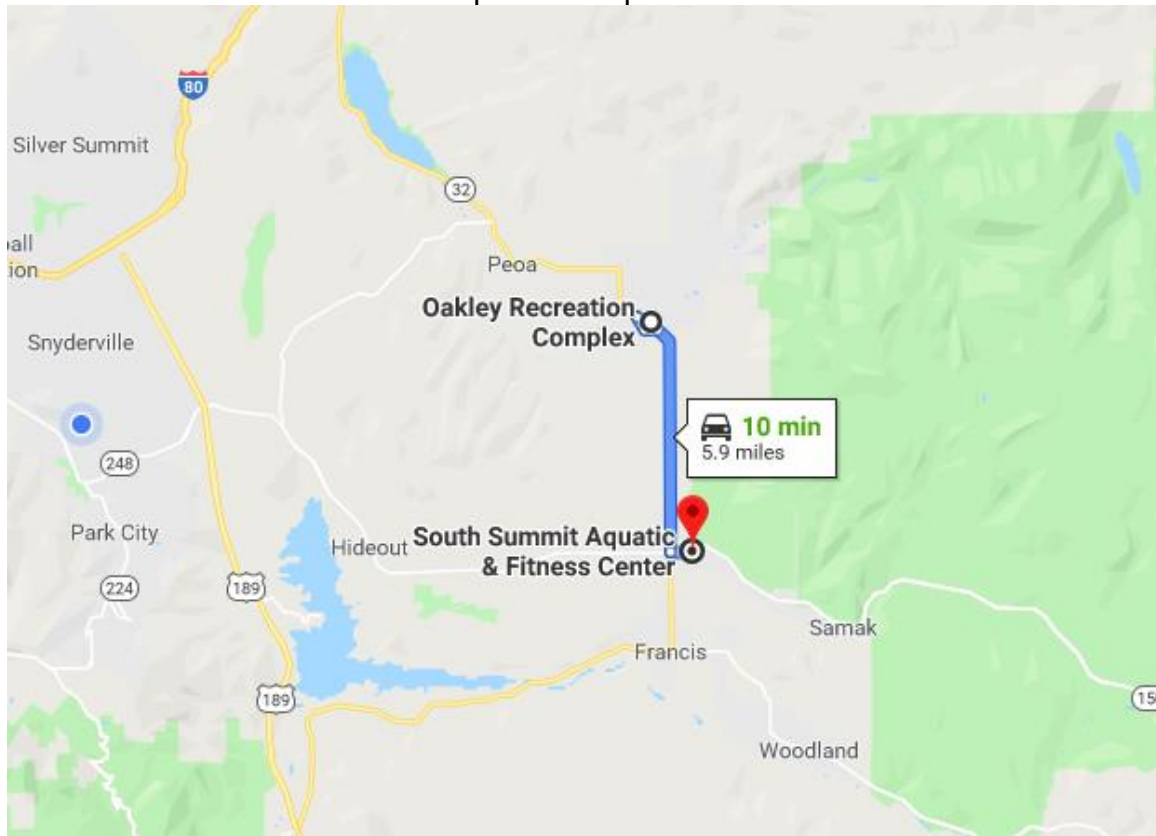 80
Silver Summit
32
Peoa
Oakley Recreation
Complex
Snyderville
10 min
5.9 miles
248
Park City
Hideout
South Summit Aquatic
& Fitness Center
224
189
Samak
Francis
189
Woodland